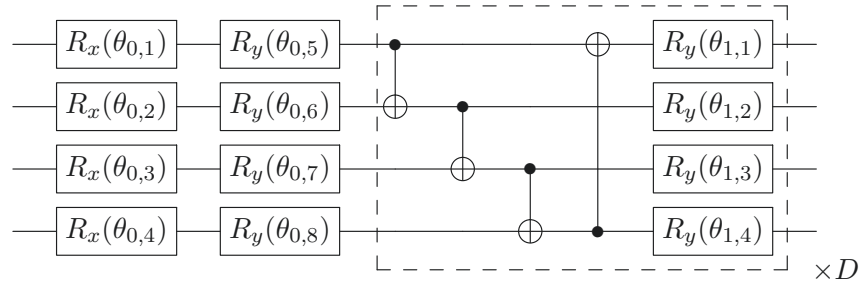 R_x(θ_{0,1}) R_y(θ_{0,5}) R_y(θ_{1,1})
R_x(θ_{0,2}) R_y(θ_{0,6}) R_y(θ_{1,2})
R_x(θ_{0,3}) R_y(θ_{0,7}) R_y(θ_{1,3})
R_x(θ_{0,4}) R_y(θ_{0,8}) R_y(θ_{1,4})
×D